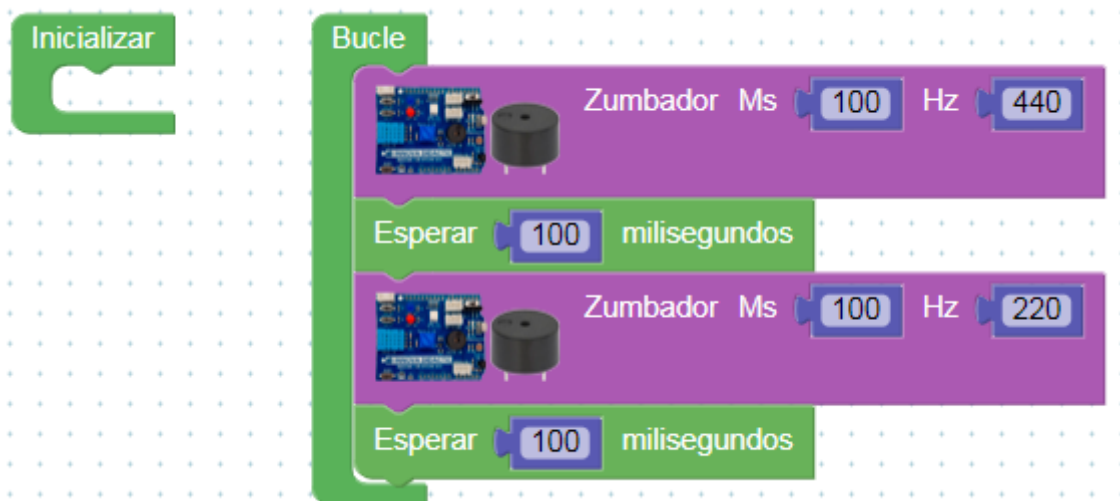 Inicializar
Bucle
Zumbador Ms 100 Hz 440
Esperar 100 milisegundos
Zumbador Ms 100 Hz 220
Esperar 100 milisegundos